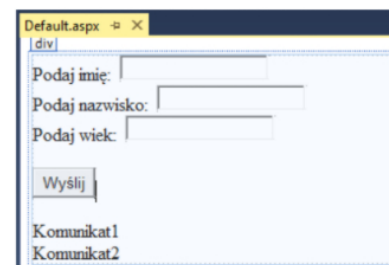 Default.aspx
div
Podaj imię:
Podaj nazwisko:
Podaj wiek:
Wyślij
Komunikat1
Komunikat2